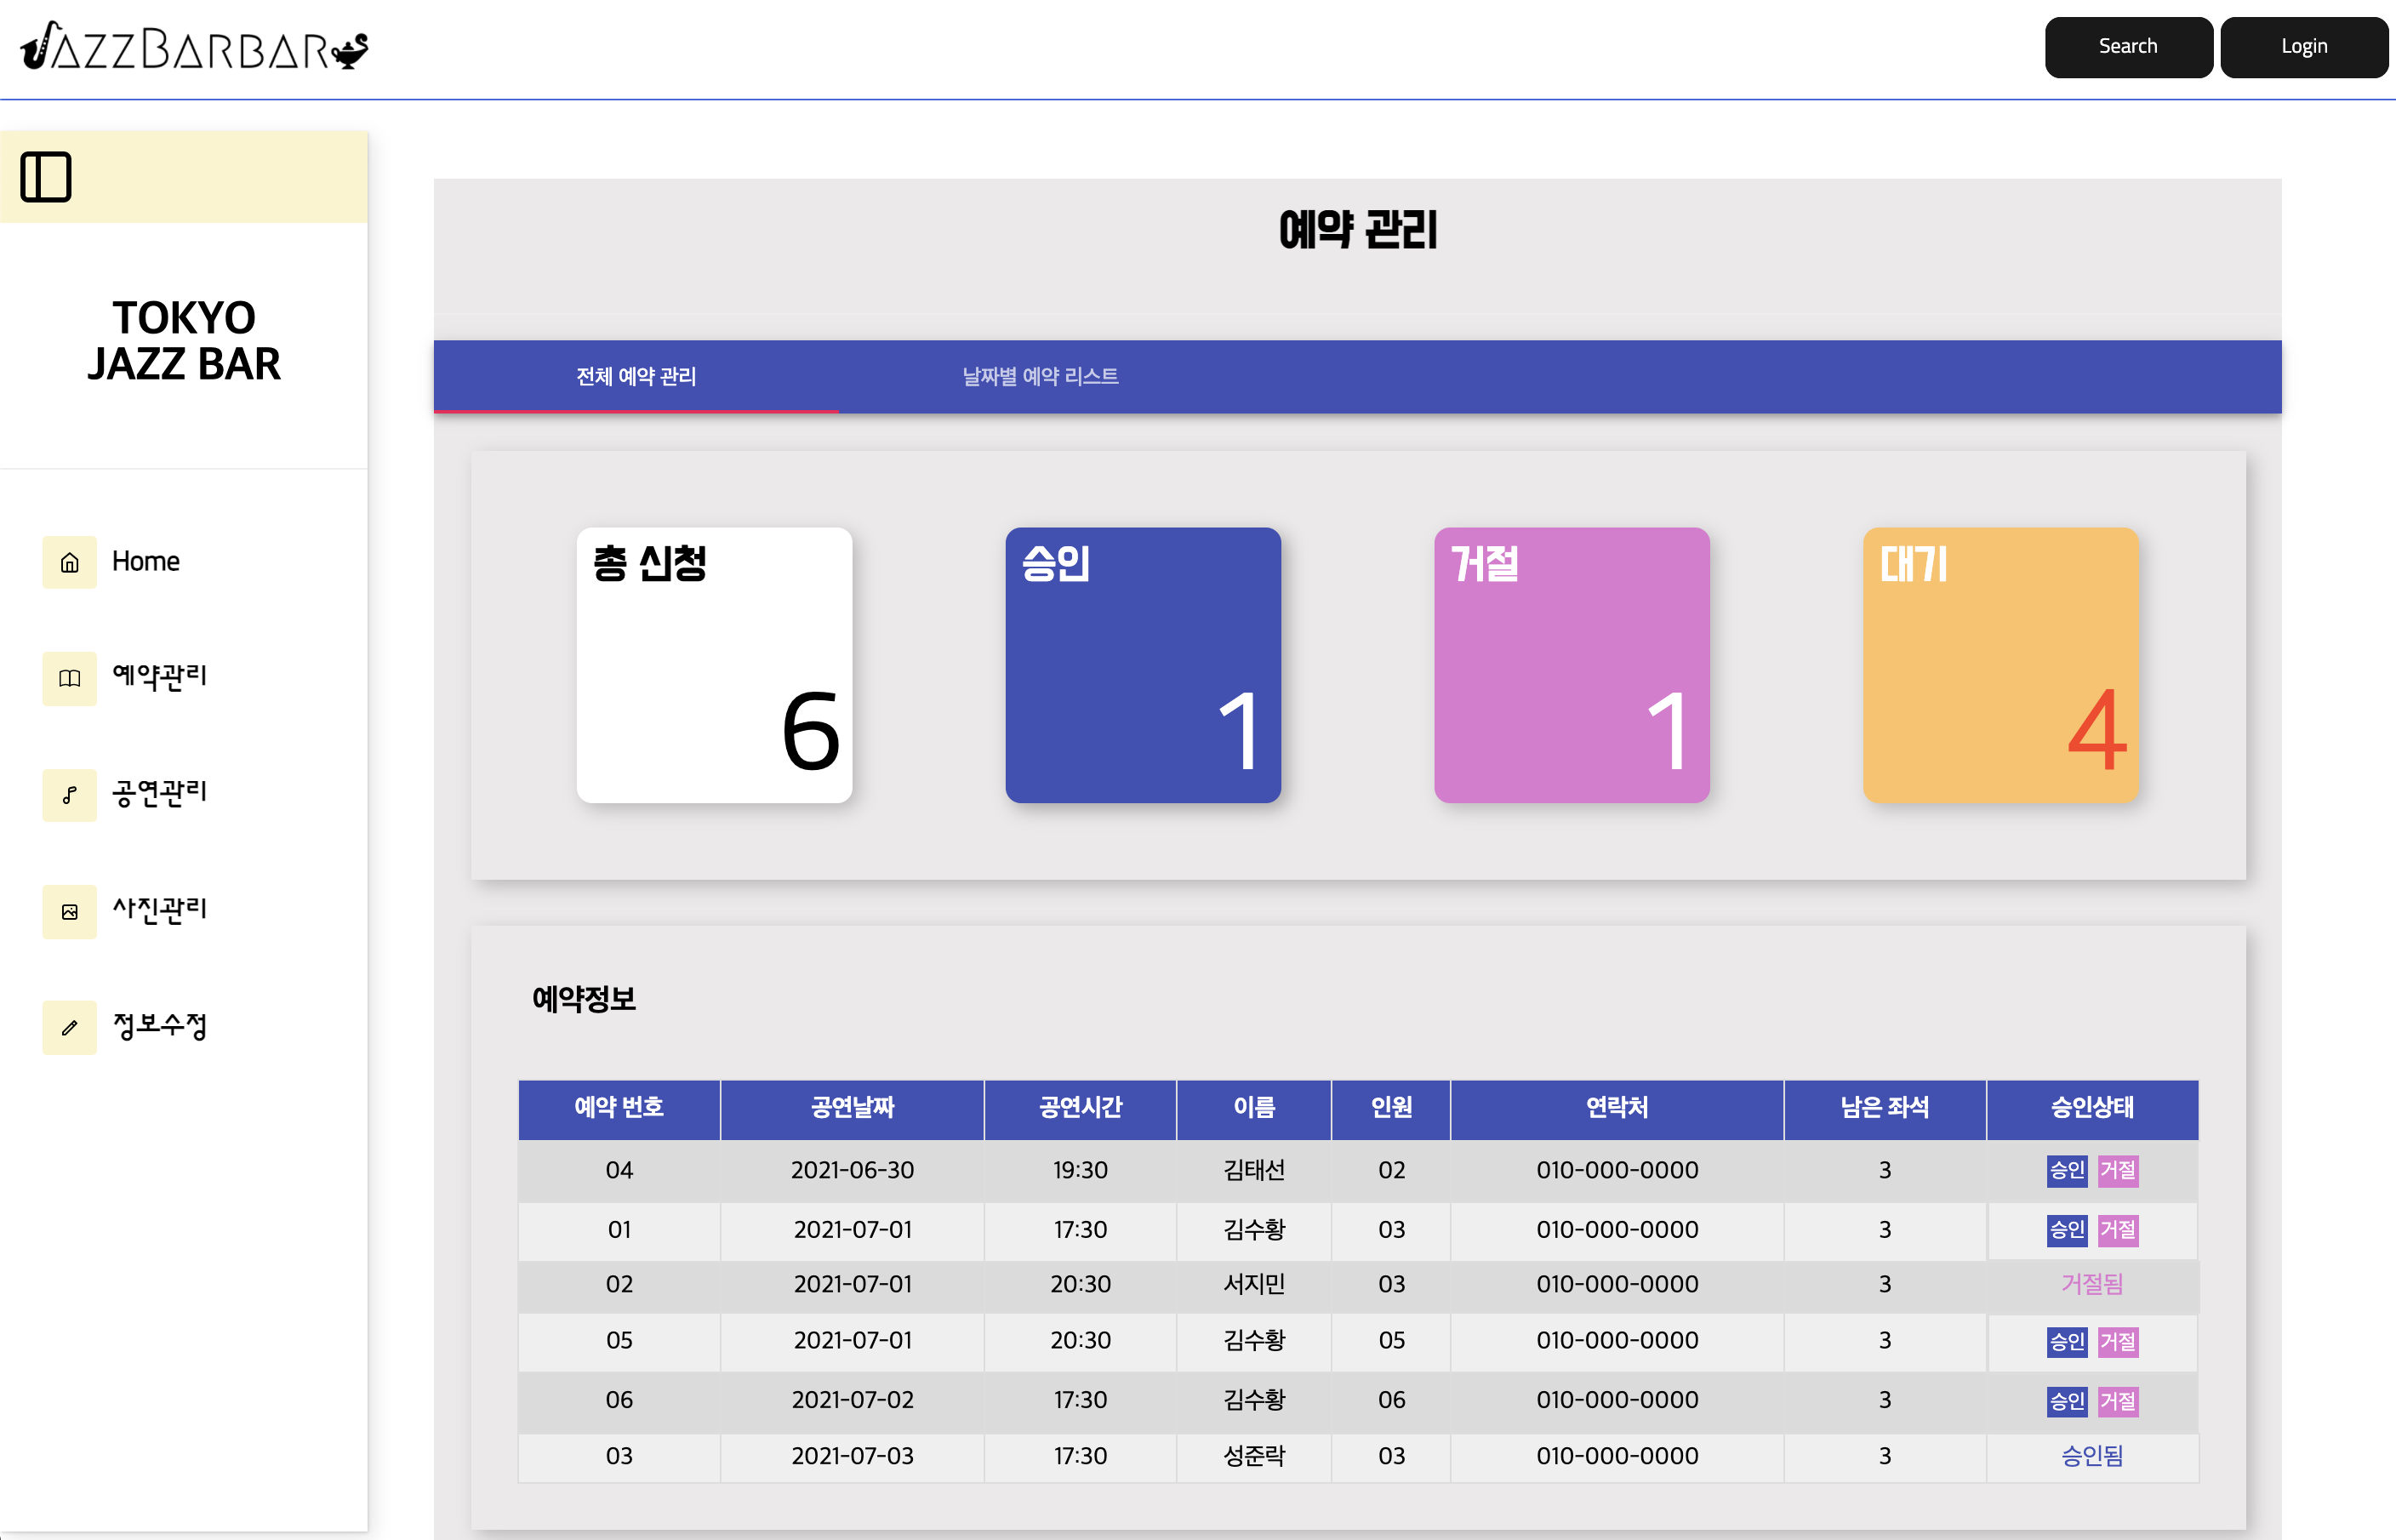 JAZZBARBAR
Search
Login
TOKYO
JAZZ BAR
Home
예약관리
공연관리
사진관리
정보수정
예약 관리
전체 예약 관리
날짜별 예약 리스트
총 신청
6
승인
1
거절
1
대기
4
예약정보
예약 번호 공연날짜 공연시간 이름 인원 연락처 남은 좌석 승인상태
04 2021-06-30 19:30 김태선 02 010-000-0000 3 승인 거절
01 2021-07-01 17:30 김수황 03 010-000-0000 3 승인 거절
02 2021-07-01 20:30 서지민 03 010-000-0000 3 거절됨
05 2021-07-01 20:30 김수황 05 010-000-0000 3 승인 거절
06 2021-07-02 17:30 김수황 06 010-000-0000 3 승인 거절
03 2021-07-03 17:30 성준락 03 010-000-0000 3 승인됨